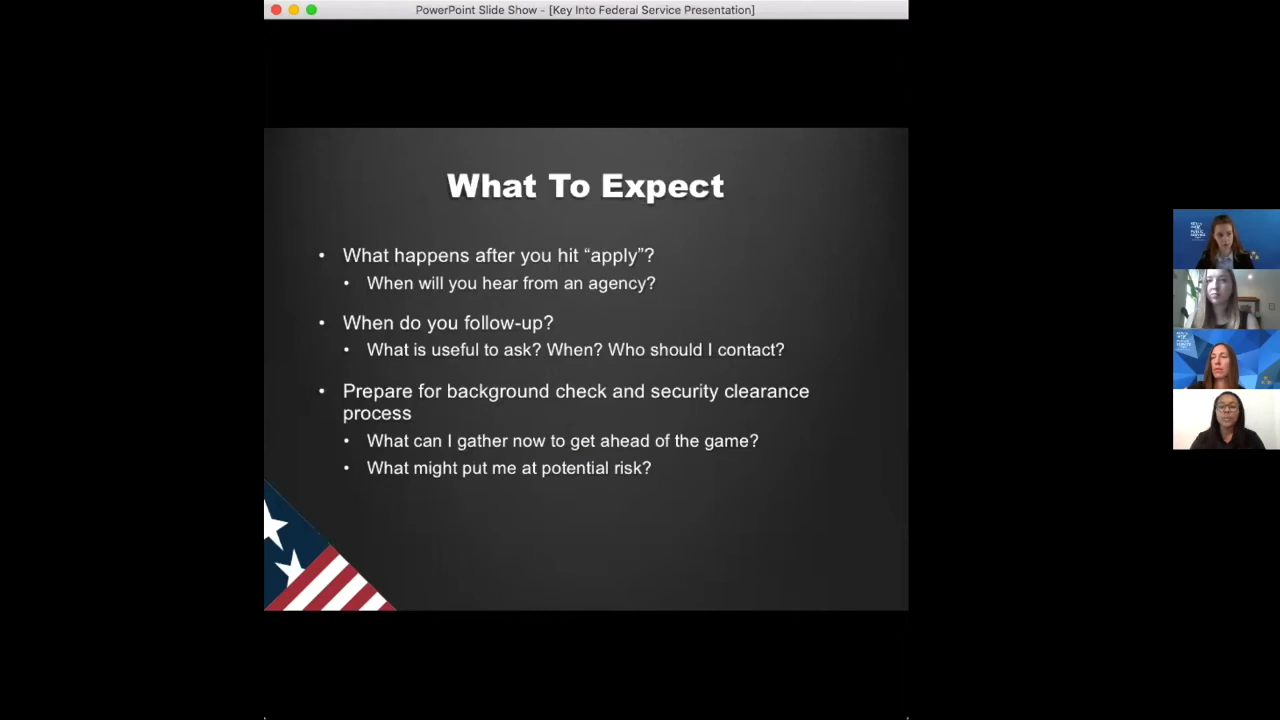 PowerPoint Slide Show - [Key Into Federal Service Presentation]
What To Expect
• What happens after you hit “apply”?
• When will you hear from an agency?
• When do you follow-up?
• What is useful to ask? When? Who should I contact?
• Prepare for background check and security clearance
process
• What can I gather now to get ahead of the game?
• What might put me at potential risk?